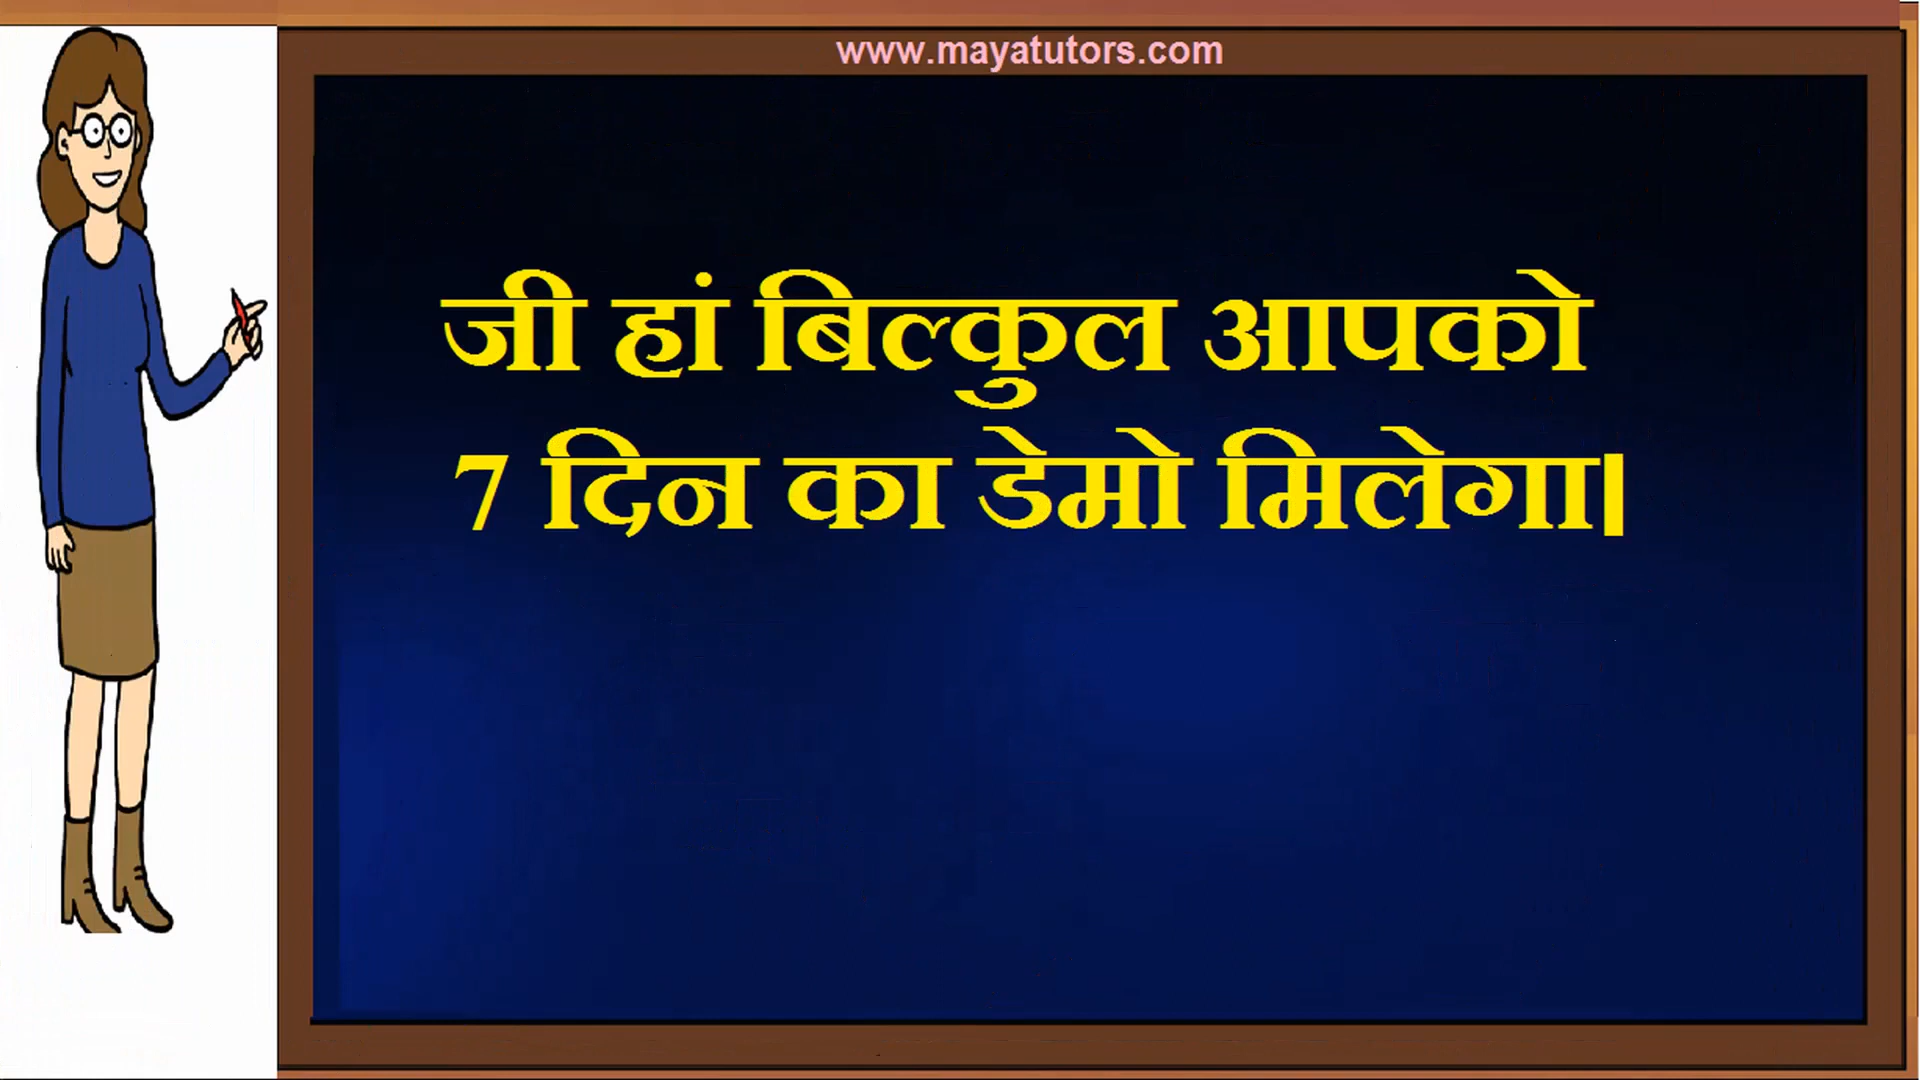 www.mayatutors.com
जी हां बिल्कुल आपको
7 दिन का डेमो मिलेगा।